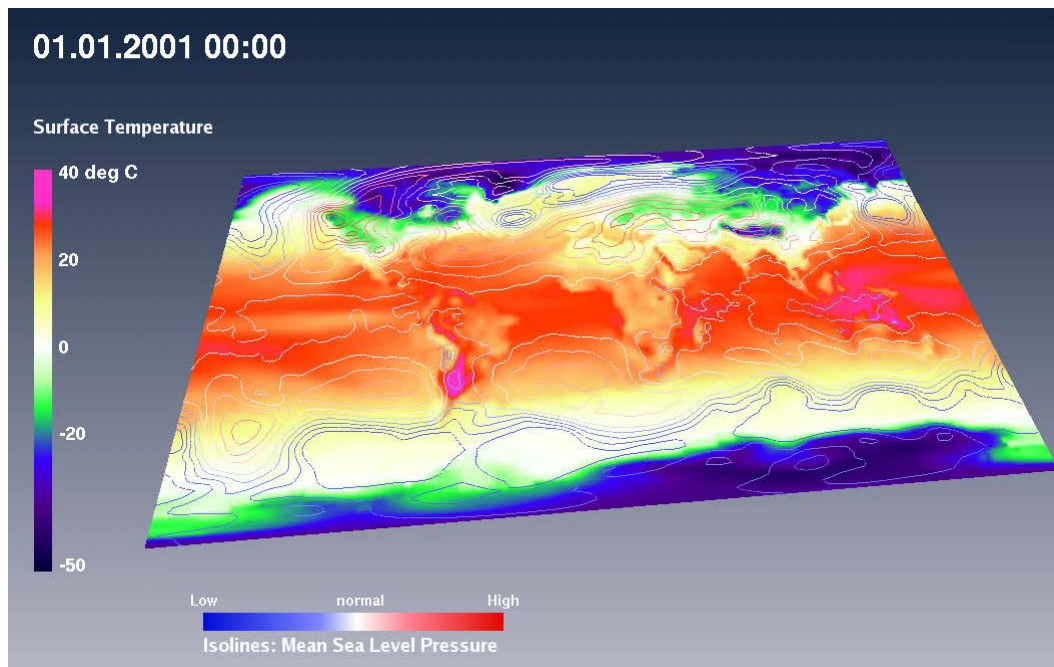 01.01.2001 00:00
Surface Temperature
40 deg C
20
0
-20
-50
Low normal High
Isolines: Mean Sea Level Pressure